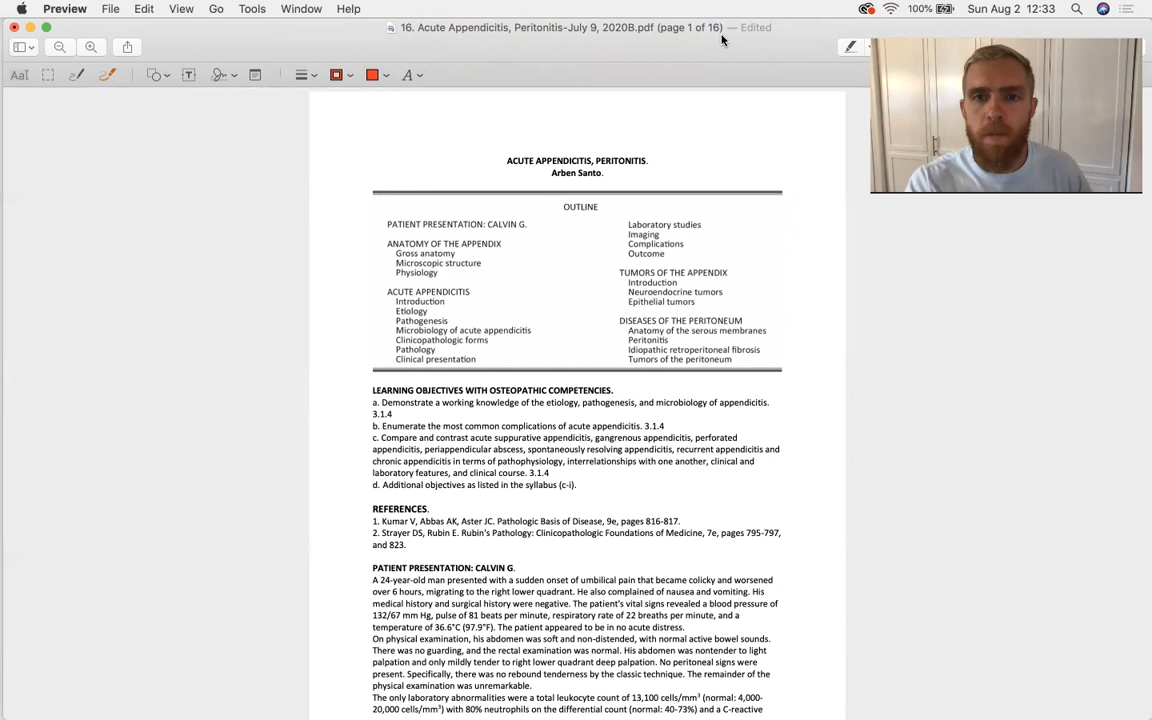 Preview File Edit View Go Tools Window Help 100% Sun Aug 2 12:33
16. Acute Appendicitis, Peritonitis-July 9, 2020B.pdf (page 1 of 16) — Edited
AaI T A
ACUTE APPENDICITIS, PERITONITIS.
Arben Santo.
OUTLINE
PATIENT PRESENTATION: CALVIN G.
ANATOMY OF THE APPENDIX
Gross anatomy
Microscopic structure
Physiology
ACUTE APPENDICITIS
Introduction
Etiology
Pathogenesis
Microbiology of acute appendicitis
Clinicopathologic forms
Pathology
Clinical presentation
Laboratory studies
Imaging
Complications
Outcome
TUMORS OF THE APPENDIX
Introduction
Neuroendocrine tumors
Epithelial tumors
DISEASES OF THE PERITONEUM
Anatomy of the serous membranes
Peritonitis
Idiopathic retroperitoneal fibrosis
Tumors of the peritoneum
LEARNING OBJECTIVES WITH OSTEOPATHIC COMPETENCIES.
a. Demonstrate a working knowledge of the etiology, pathogenesis, and microbiology of appendicitis.
3.1.4
b. Enumerate the most common complications of acute appendicitis. 3.1.4
c. Compare and contrast acute suppurative appendicitis, gangrenous appendicitis, perforated
appendicitis, periappendicular abscess, spontaneously resolving appendicitis, recurrent appendicitis and
chronic appendicitis in terms of pathophysiology, interrelationships with one another, clinical and
laboratory features, and clinical course. 3.1.4
d. Additional objectives as listed in the syllabus (c-i).
REFERENCES.
1. Kumar V, Abbas AK, Aster JC. Pathologic Basis of Disease, 9e, pages 816-817.
2. Strayer DS, Rubin E. Rubin's Pathology: Clinicopathologic Foundations of Medicine, 7e, pages 795-797,
and 823.
PATIENT PRESENTATION: CALVIN G.
A 24-year-old man presented with a sudden onset of umbilical pain that became colicky and worsened
over 6 hours, migrating to the right lower quadrant. He also complained of nausea and vomiting. His
medical history and surgical history were negative. The patient's vital signs revealed a blood pressure of
132/67 mm Hg, pulse of 81 beats per minute, respiratory rate of 22 breaths per minute, and a
temperature of 36.6°C (97.9°F). The patient appeared to be in no acute distress.
On physical examination, his abdomen was soft and non-distended, with normal active bowel sounds.
There was no guarding, and the rectal examination was normal. His abdomen was nontender to light
palpation and only mildly tender to right lower quadrant deep palpation. No peritoneal signs were
present. Specifically, there was no rebound tenderness by the classic technique. The remainder of the
physical examination was unremarkable.
The only laboratory abnormalities were a total leukocyte count of 13,100 cells/mm³ (normal: 4,000-
20,000 cells/mm³) with 80% neutrophils on the differential count (normal: 40-73%) and a C-reactive